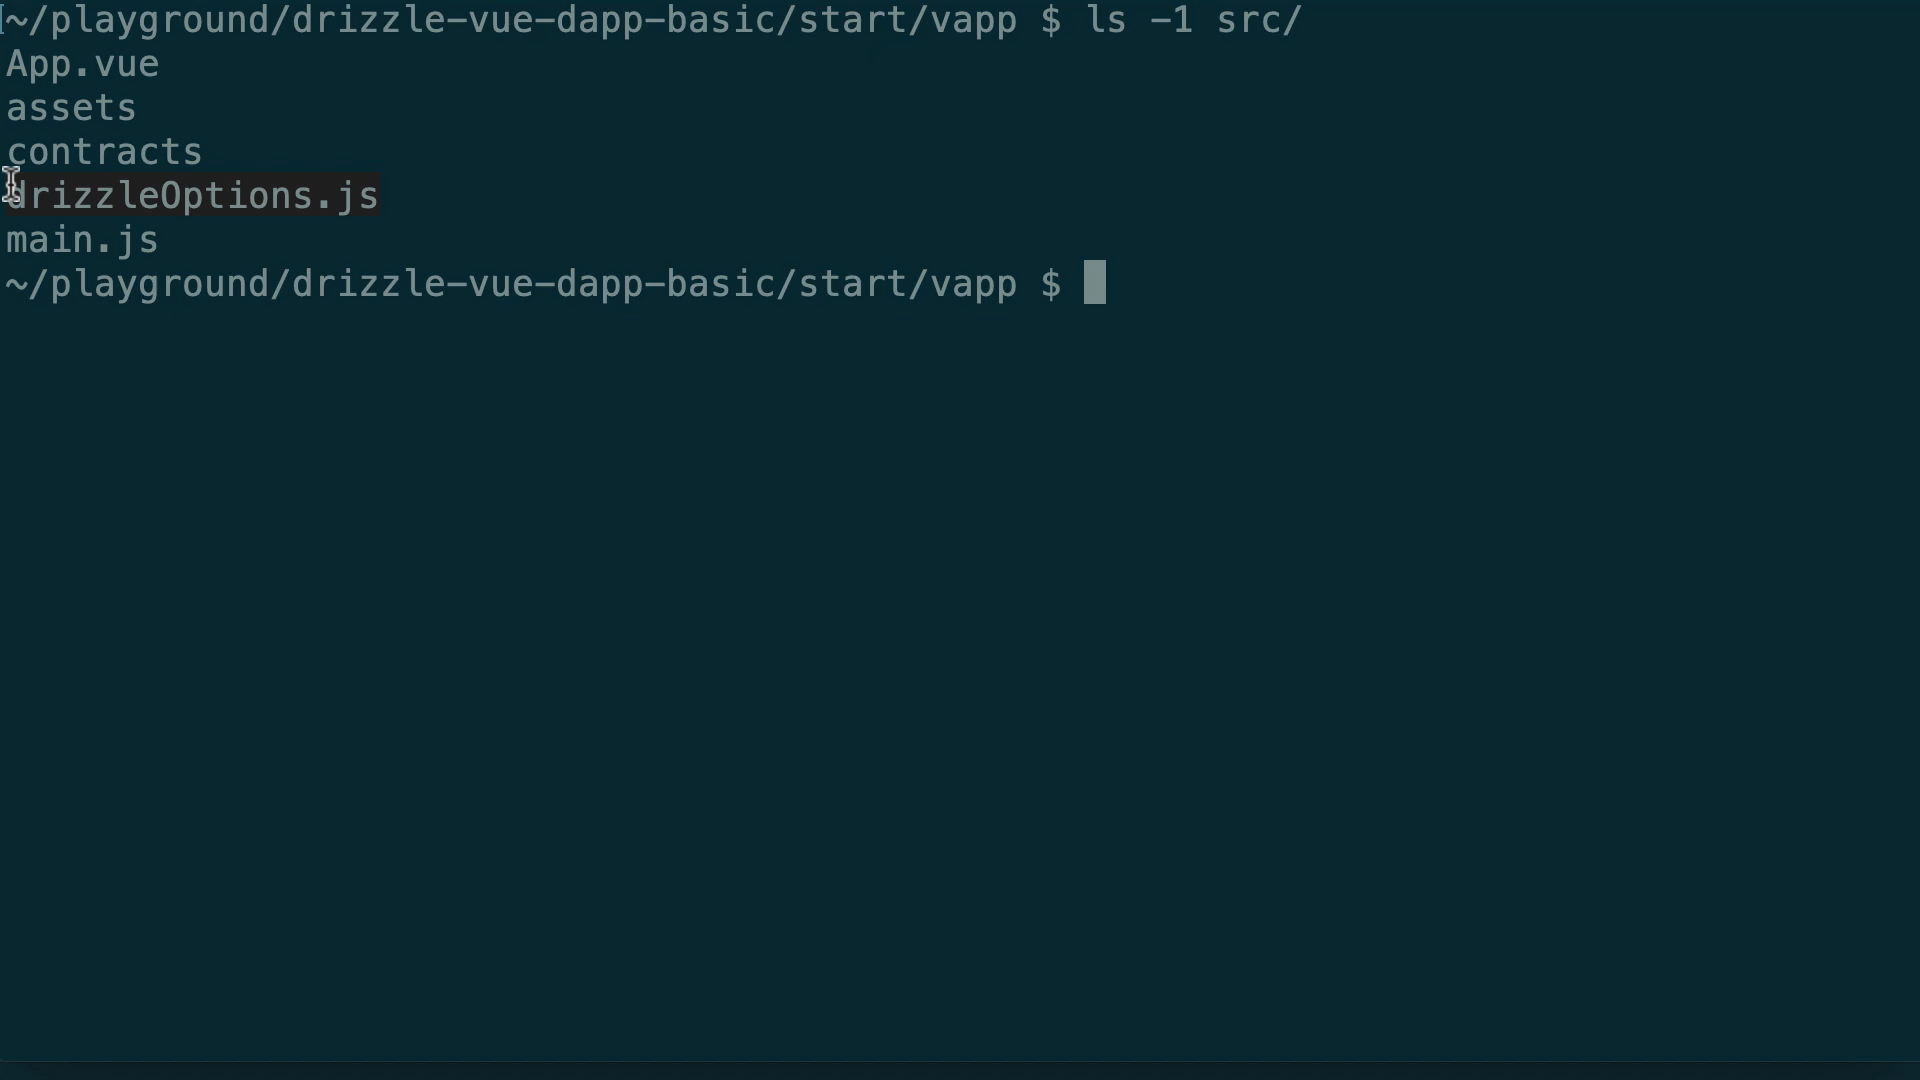 ~/playground/drizzle-vue-dapp-basic/start/vapp $ ls -1 src/
App.vue
assets
contracts
drizzleOptions.js
main.js
~/playground/drizzle-vue-dapp-basic/start/vapp $